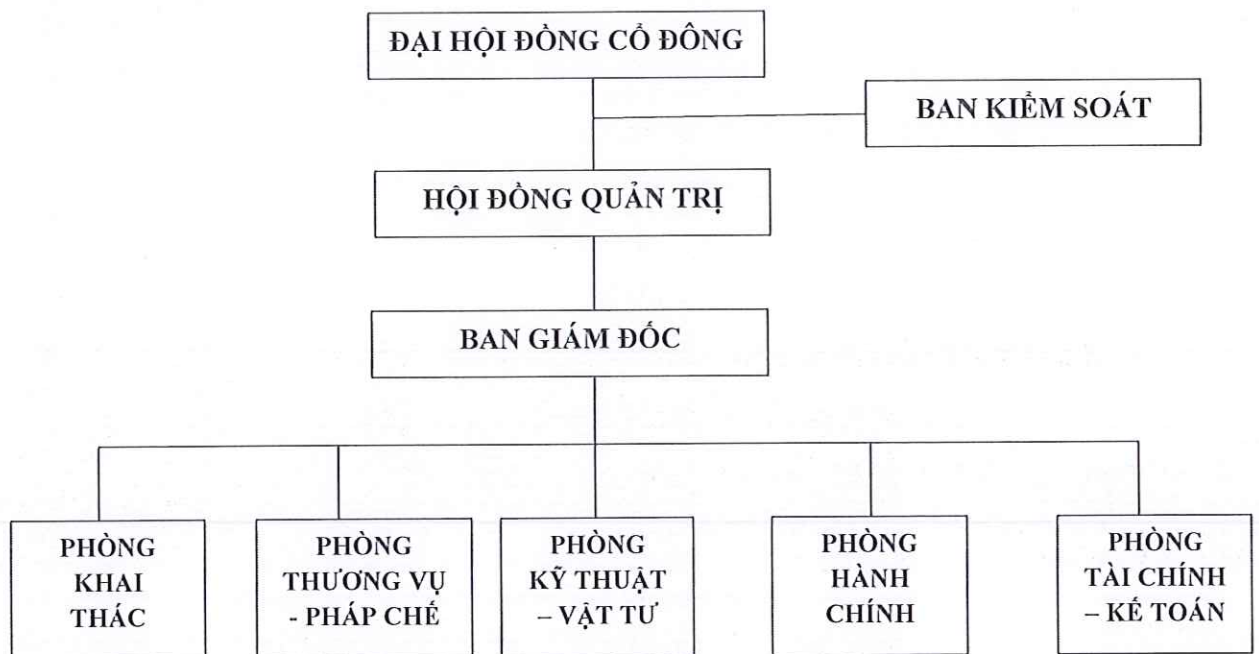 ĐẠI HỘI ĐỒNG CỔ ĐÔNG
BAN KIỂM SOÁT
HỘI ĐỒNG QUẢN TRỊ
BAN GIÁM ĐỐC
PHÒNG
KHAI
THÁC
PHÒNG
THƯƠNG VỤ
- PHÁP CHẾ
PHÒNG
KỸ THUẬT
– VẬT TƯ
PHÒNG
HÀNH
CHÍNH
PHÒNG
TÀI CHÍNH
– KẾ TOÁN